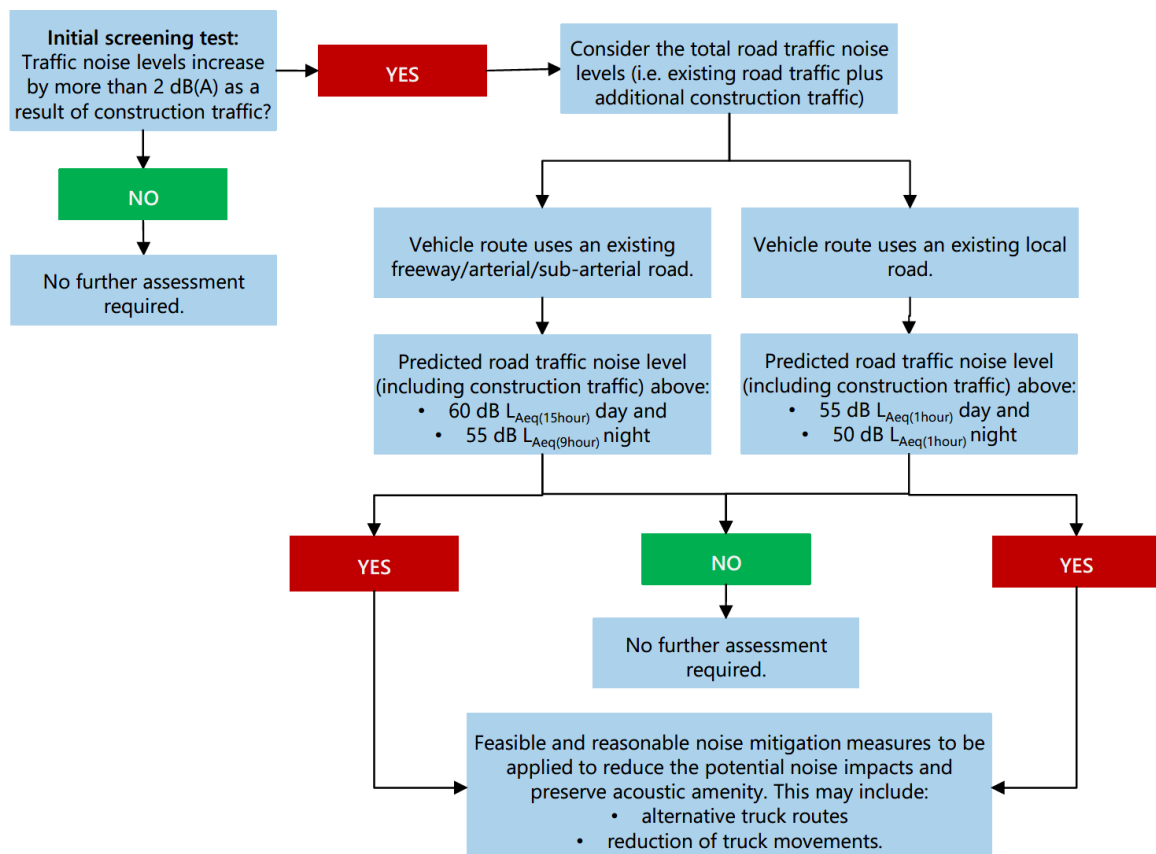 Initial screening test:
Traffic noise levels increase
by more than 2 dB(A) as a
result of construction traffic?
YES
Consider the total road traffic noise
levels (i.e. existing road traffic plus
additional construction traffic)
NO
No further assessment
required.
Vehicle route uses an existing
freeway/arterial/sub-arterial road.
Vehicle route uses an existing local
road.
Predicted road traffic noise level
(including construction traffic) above:
• 60 dB LAeq(15hour) day and
• 55 dB LAeq(9hour) night
Predicted road traffic noise level
(including construction traffic) above:
• 55 dB LAeq(1hour) day and
• 50 dB LAeq(1hour) night
YES
NO
YES
No further assessment
required.
Feasible and reasonable noise mitigation measures to be
applied to reduce the potential noise impacts and
preserve acoustic amenity. This may include:
• alternative truck routes
• reduction of truck movements.